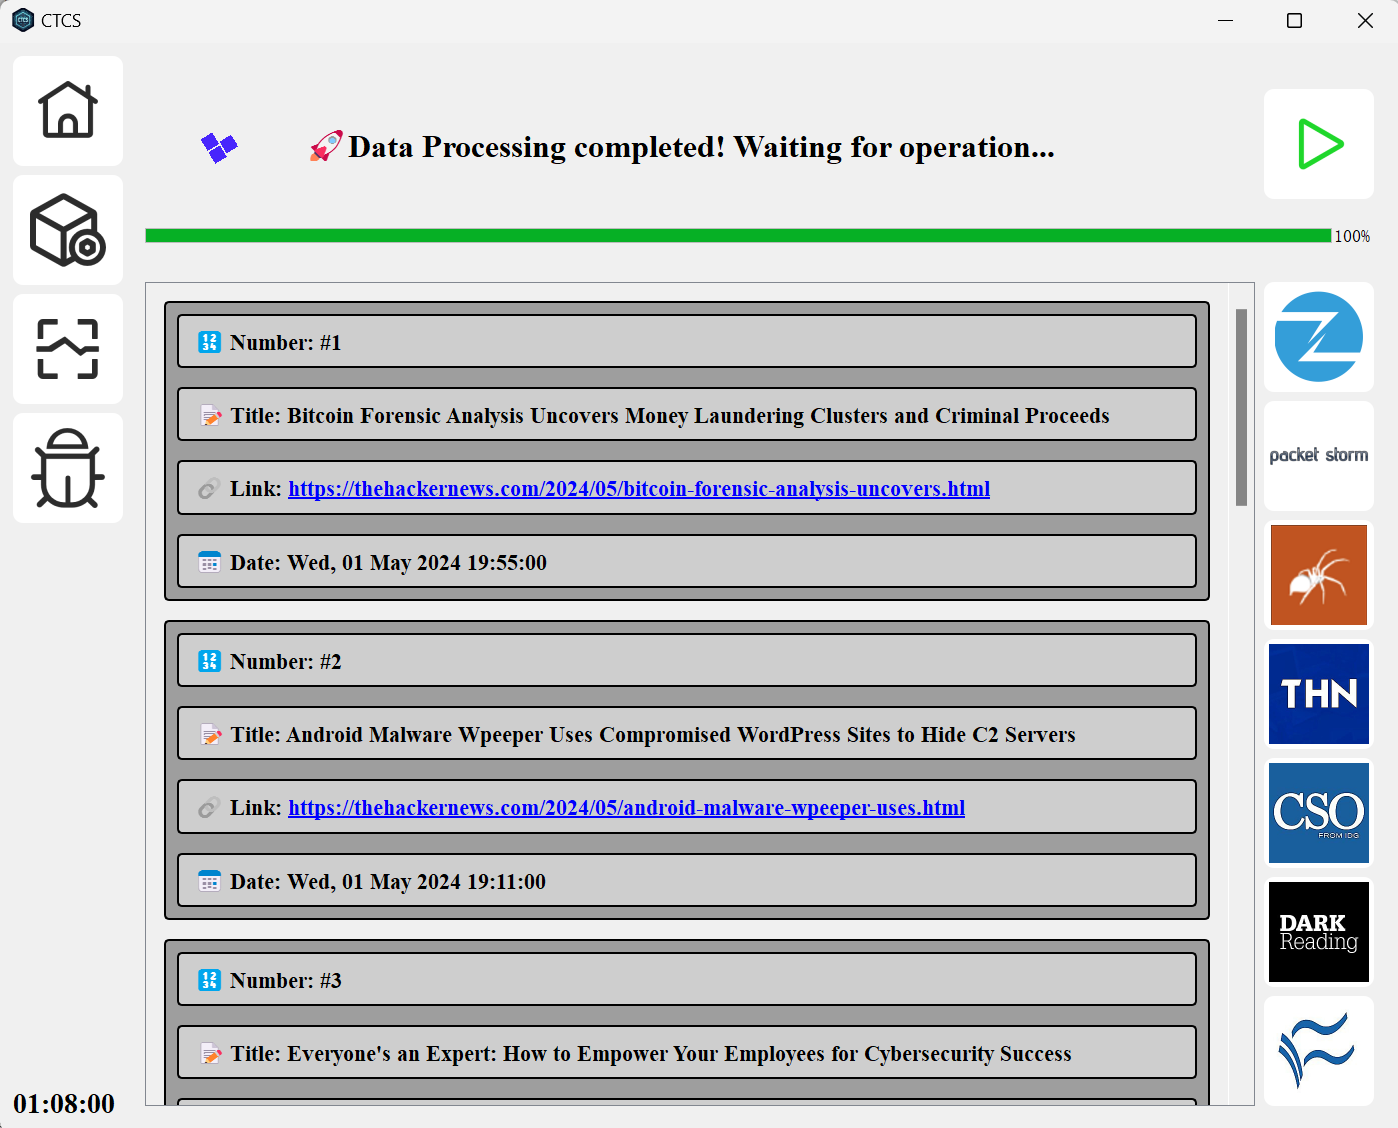 CTCS
🚀Data Processing completed! Waiting for operation...
100%
🔢 Number: #1
📝 Title: Bitcoin Forensic Analysis Uncovers Money Laundering Clusters and Criminal Proceeds
🔗 Link: https://thehackernews.com/2024/05/bitcoin-forensic-analysis-uncovers.html
📅 Date: Wed, 01 May 2024 19:55:00
🔢 Number: #2
📝 Title: Android Malware Wpeeper Uses Compromised WordPress Sites to Hide C2 Servers
🔗 Link: https://thehackernews.com/2024/05/android-malware-wpeeper-uses.html
📅 Date: Wed, 01 May 2024 19:11:00
🔢 Number: #3
📝 Title: Everyone's an Expert: How to Empower Your Employees for Cybersecurity Success
packet storm
THN
CSO
FROM IDG
DARK
Reading
01:08:00